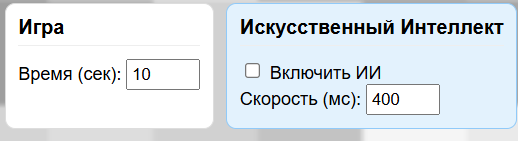 Игра
Время (сек): 10
Искусственный Интеллект
Включить ИИ
Скорость (мс): 400